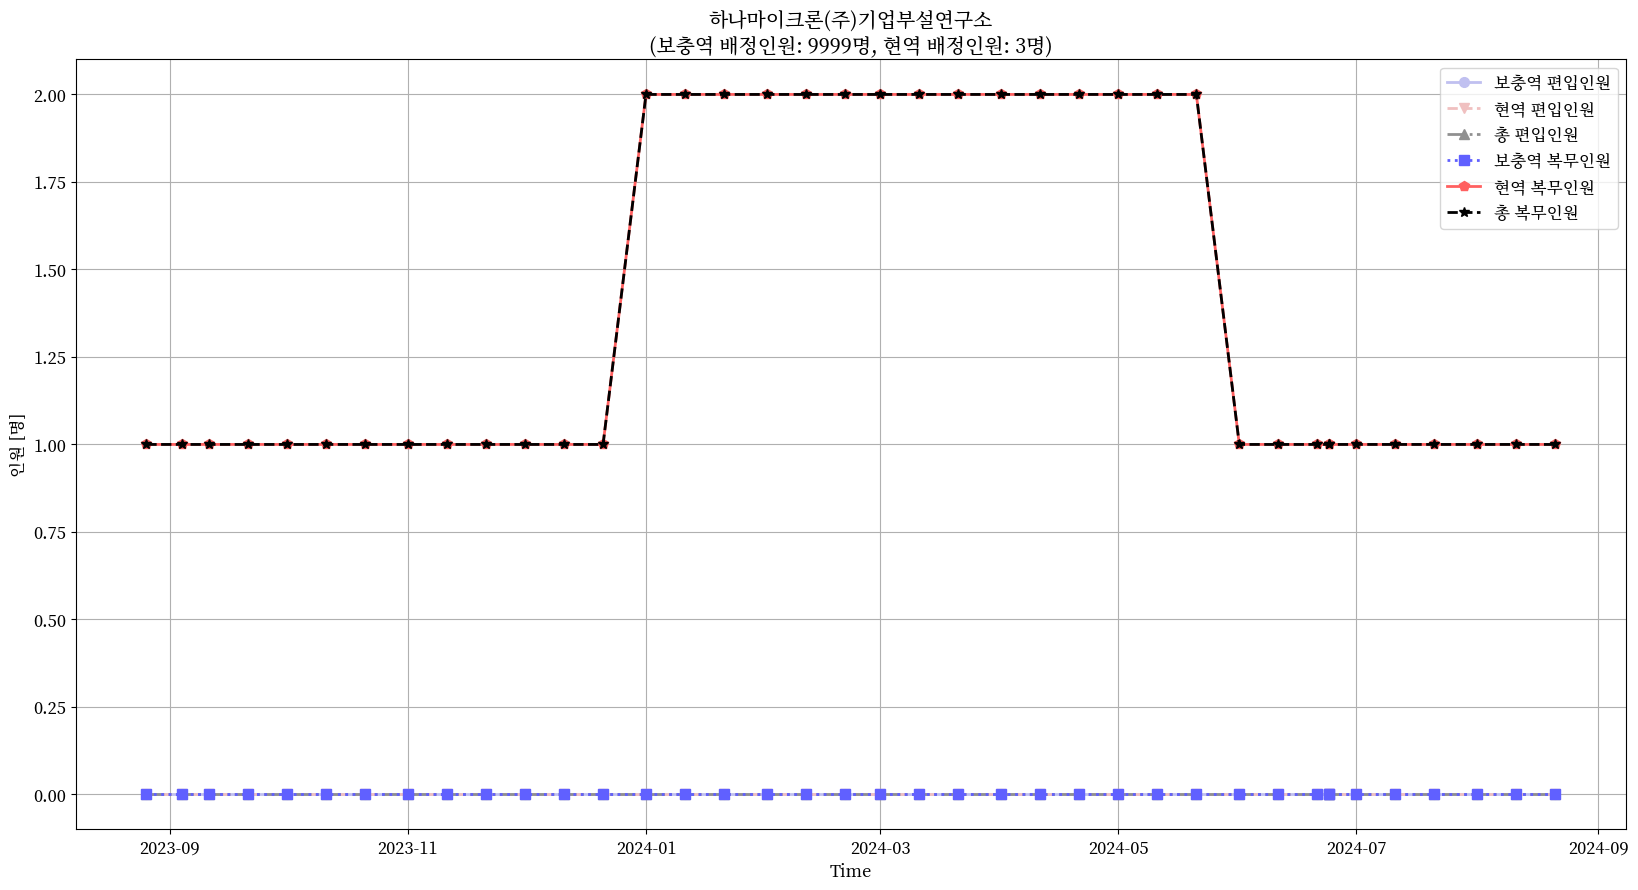 하나마이크론(주)기업부설연구소
(보충역 배정인원: 9999명, 현역 배정인원: 3명)
보충역 편입인원
현역 편입인원
총 편입인원
보충역 복무인원
현역 복무인원
총 복무인원
인원 [명]
2.00
1.75
1.50
1.25
1.00
0.75
0.50
0.25
0.00
2023-09
2023-11
2024-01
2024-03
2024-05
2024-07
2024-09
Time